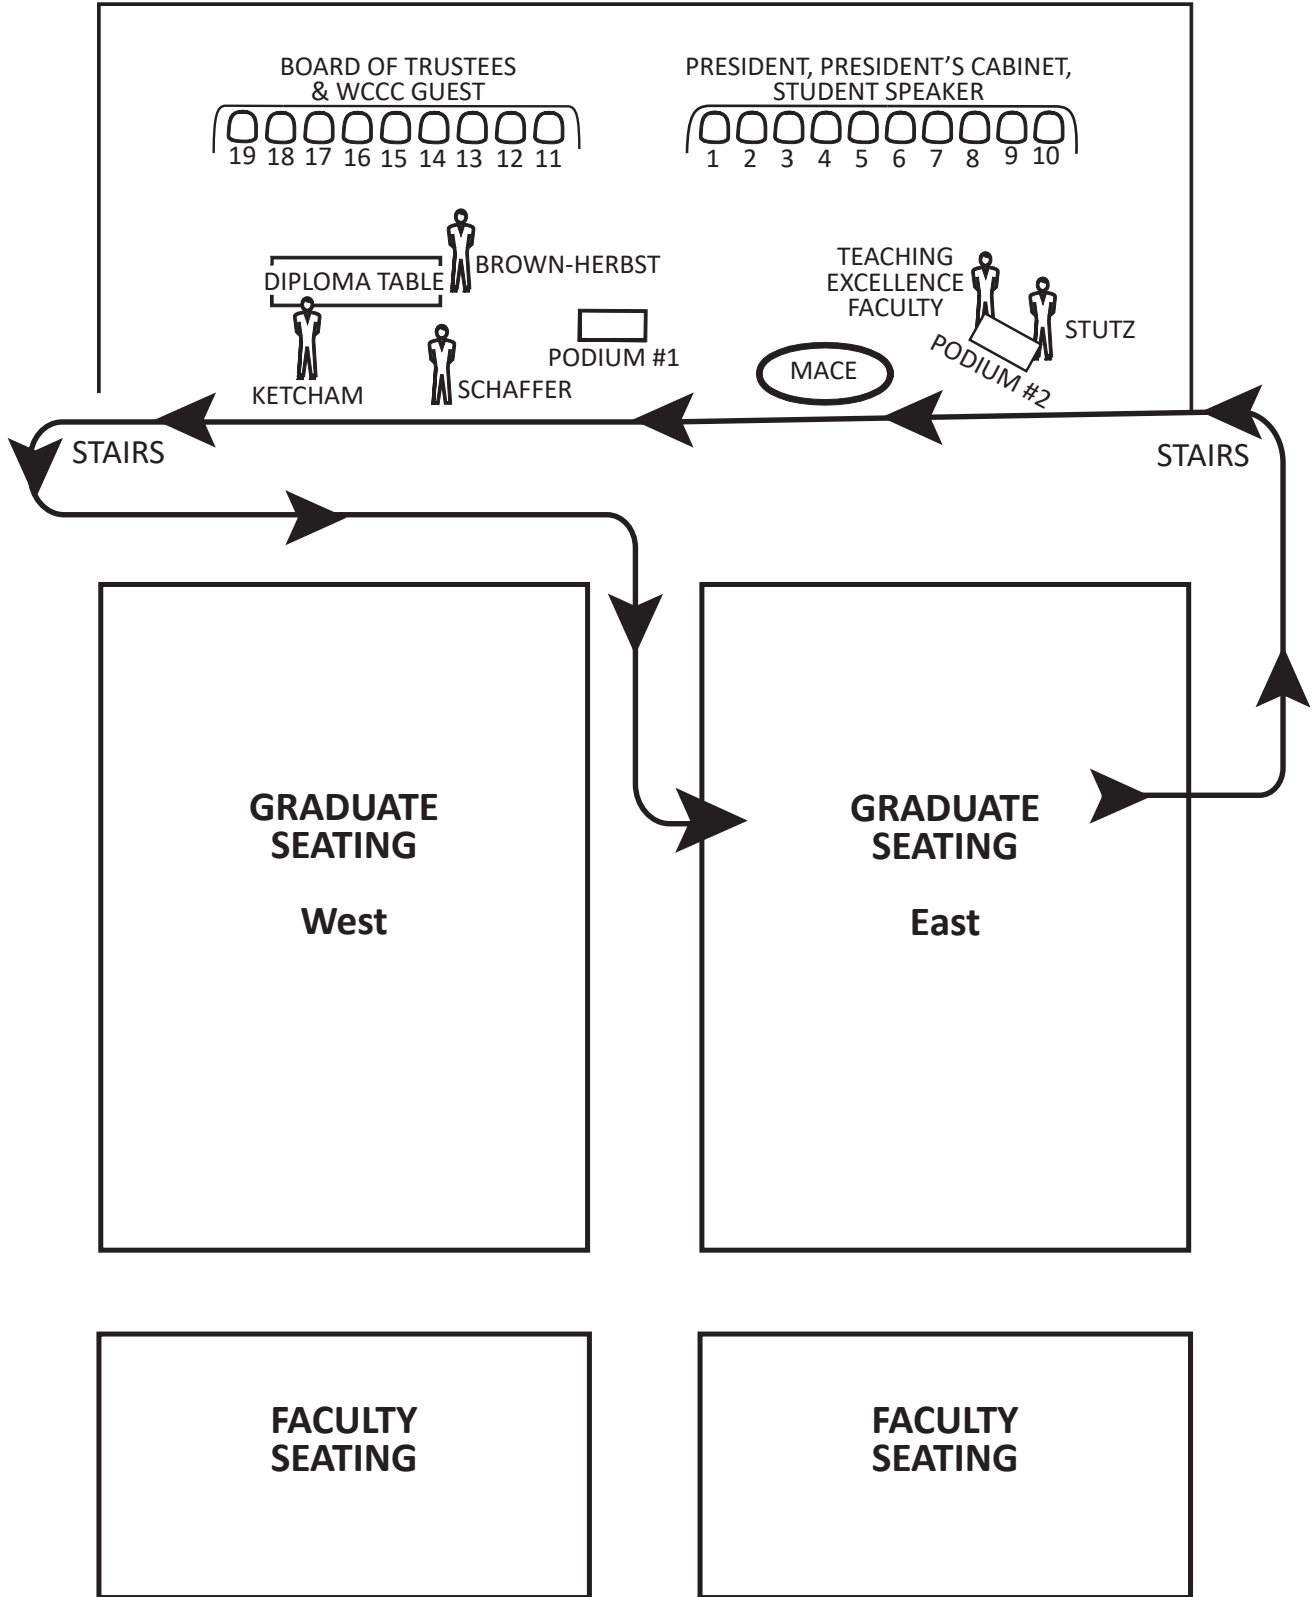 BOARD OF TRUSTEES
& WCCC GUEST
19 18 17 16 15 14 13 12 11
PRESIDENT, PRESIDENT’S CABINET,
STUDENT SPEAKER
1 2 3 4 5 6 7 8 9 10
DIPLOMA TABLE
BROWN-HERBST
KETCHAM
SCHAFFER
PODIUM #1
MACE
TEACHING
EXCELLENCE
FACULTY
STUTZ
PODIUM #2
STAIRS
STAIRS
GRADUATE
SEATING
West
GRADUATE
SEATING
East
FACULTY
SEATING
FACULTY
SEATING